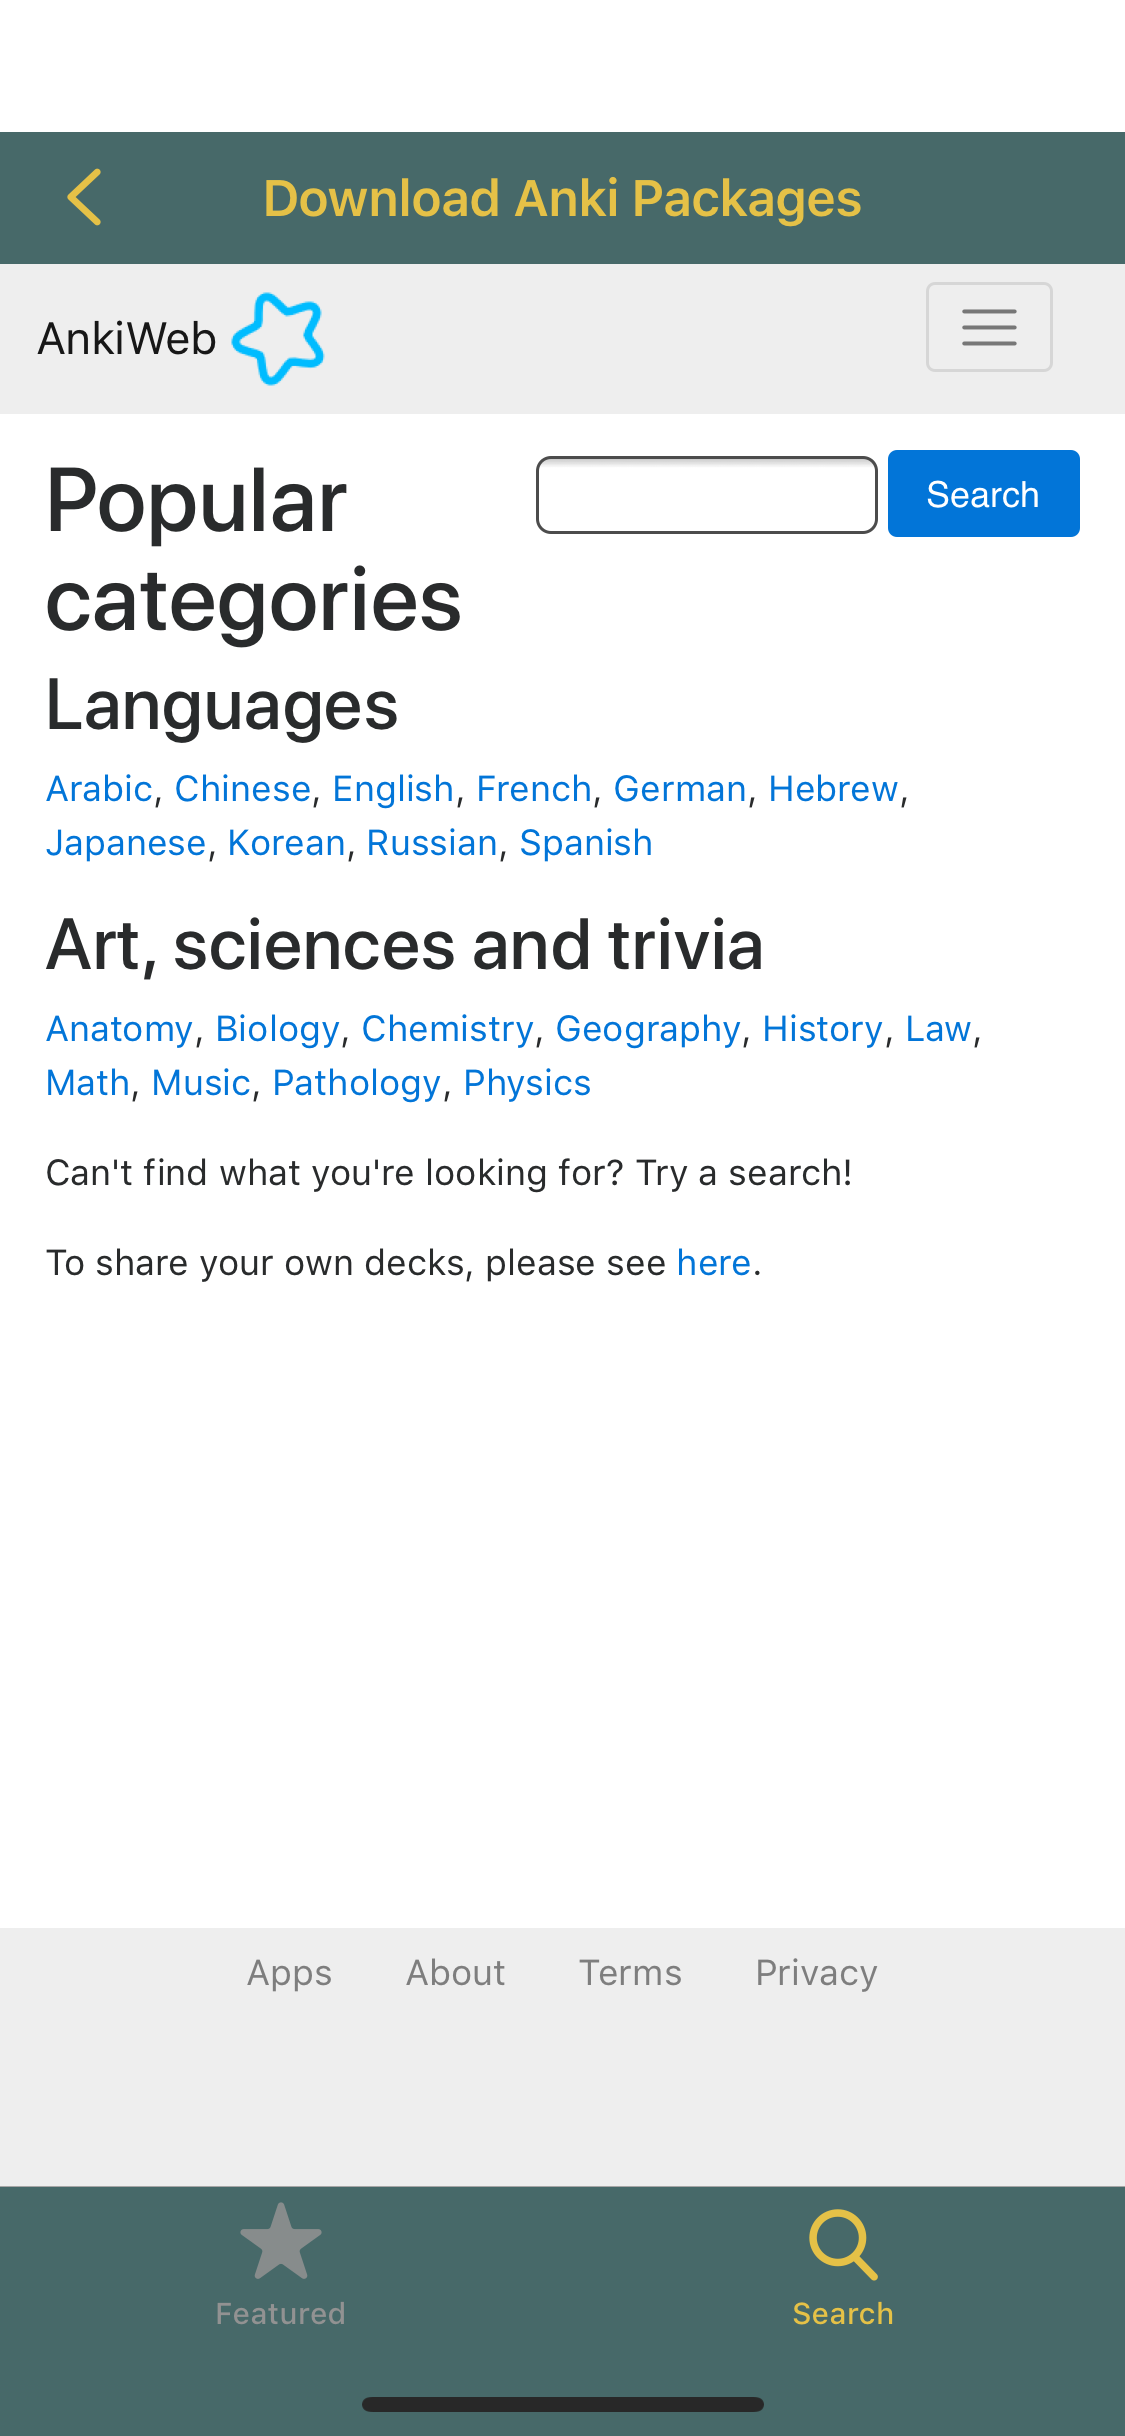 Download Anki Packages
AnkiWeb
Popular
categories
Search
Languages
Arabic, Chinese, English, French, German, Hebrew,
Japanese, Korean, Russian, Spanish
Art, sciences and trivia
Anatomy, Biology, Chemistry, Geography, History, Law,
Math, Music, Pathology, Physics
Can't find what you're looking for? Try a search!
To share your own decks, please see here.
Apps About Terms Privacy
Featured Search